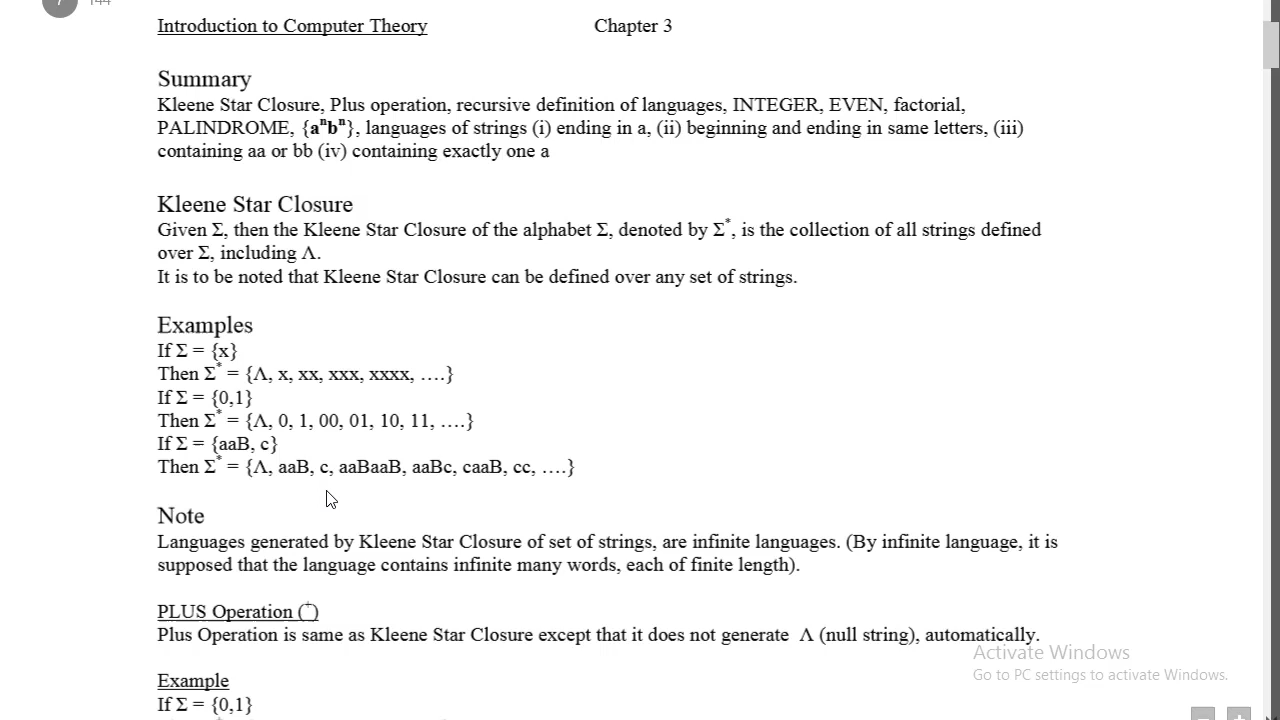 7
144
Introduction to Computer Theory Chapter 3
Summary
Kleene Star Closure, Plus operation, recursive definition of languages, INTEGER, EVEN, factorial,
PALINDROME, {aⁿbⁿ}, languages of strings (i) ending in a, (ii) beginning and ending in same letters, (iii)
containing aa or bb (iv) containing exactly one a
Kleene Star Closure
Given Σ, then the Kleene Star Closure of the alphabet Σ, denoted by Σ*, is the collection of all strings defined
over Σ, including Λ.
It is to be noted that Kleene Star Closure can be defined over any set of strings.
Examples
If Σ = {x}
Then Σ* = {Λ, x, xx, xxx, xxxx, ….}
If Σ = {0,1}
Then Σ* = {Λ, 0, 1, 00, 01, 10, 11, ….}
If Σ = {aaB, c}
Then Σ* = {Λ, aaB, c, aaBaaB, aaBc, caaB, cc, ….}
Note
Languages generated by Kleene Star Closure of set of strings, are infinite languages. (By infinite language, it is
supposed that the language contains infinite many words, each of finite length).
PLUS Operation (⁺)
Plus Operation is same as Kleene Star Closure except that it does not generate Λ (null string), automatically.
Activate Windows
Go to PC settings to activate Windows.
Example
If Σ = {0,1}